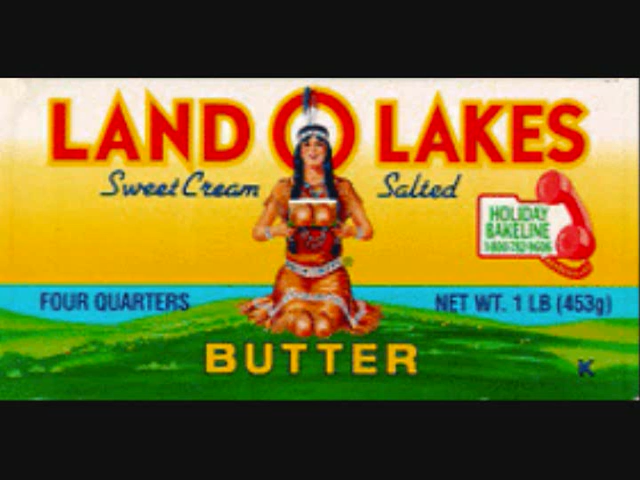 LAND O LAKES
Sweet Cream Salted
HOLIDAY
BAKELINE
FOUR QUARTERS NET WT. 1 LB (453g)
BUTTER
K